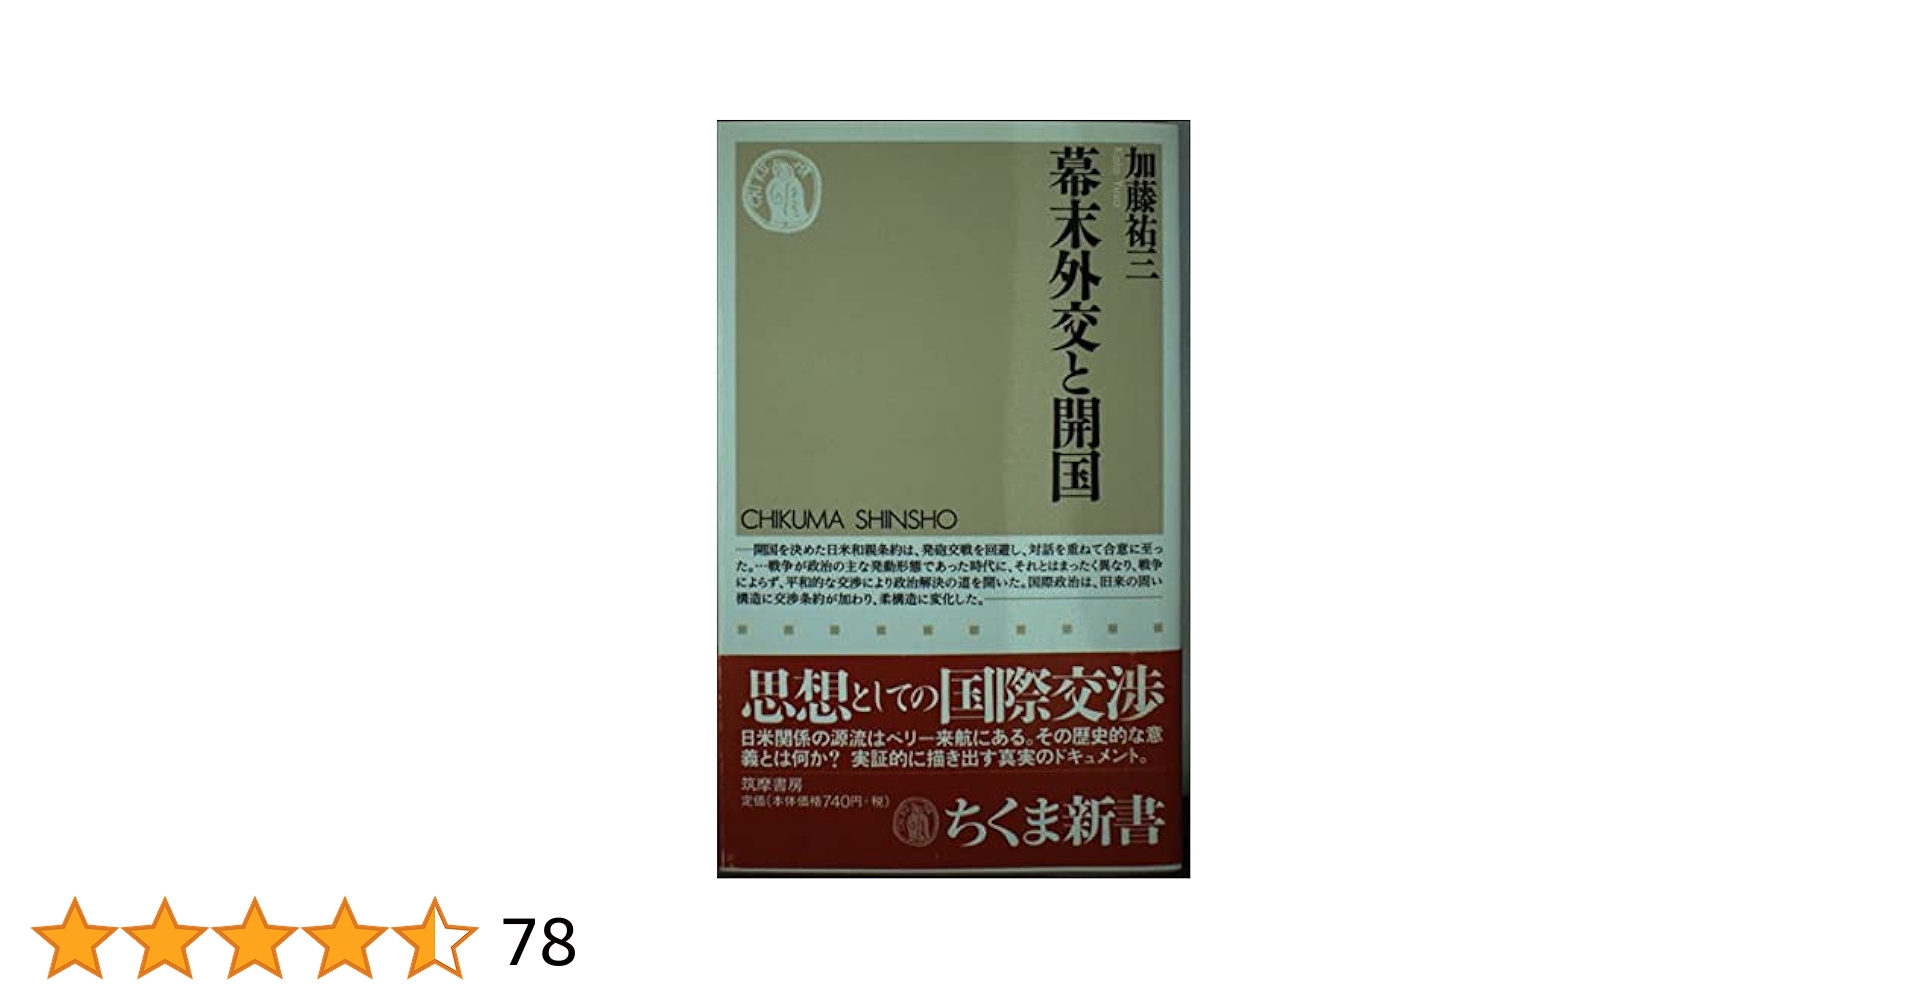 加藤祐三
Kato Yuzo
幕末外交と開国
CHIKUMA SHINSHO
──開国を決めた日米和親条約は、発砲交戦を回避し、対話を重ねて合意に至っ
た。…戦争が政治の主な発動形態であった時代に、それとはまったく異なり、戦争
によらず、平和的な交渉により政治解決の道を開いた。国際政治は、旧来の固い
構造に交渉条約が加わり、柔構造に変化した。──
思想としての国際交渉
日米関係の源流はペリー来航にある。その歴史的な意
義とは何か? 実証的に描き出す真実のドキュメント。
筑摩書房
定価(本体価格740円+税)
ちくま新書
78